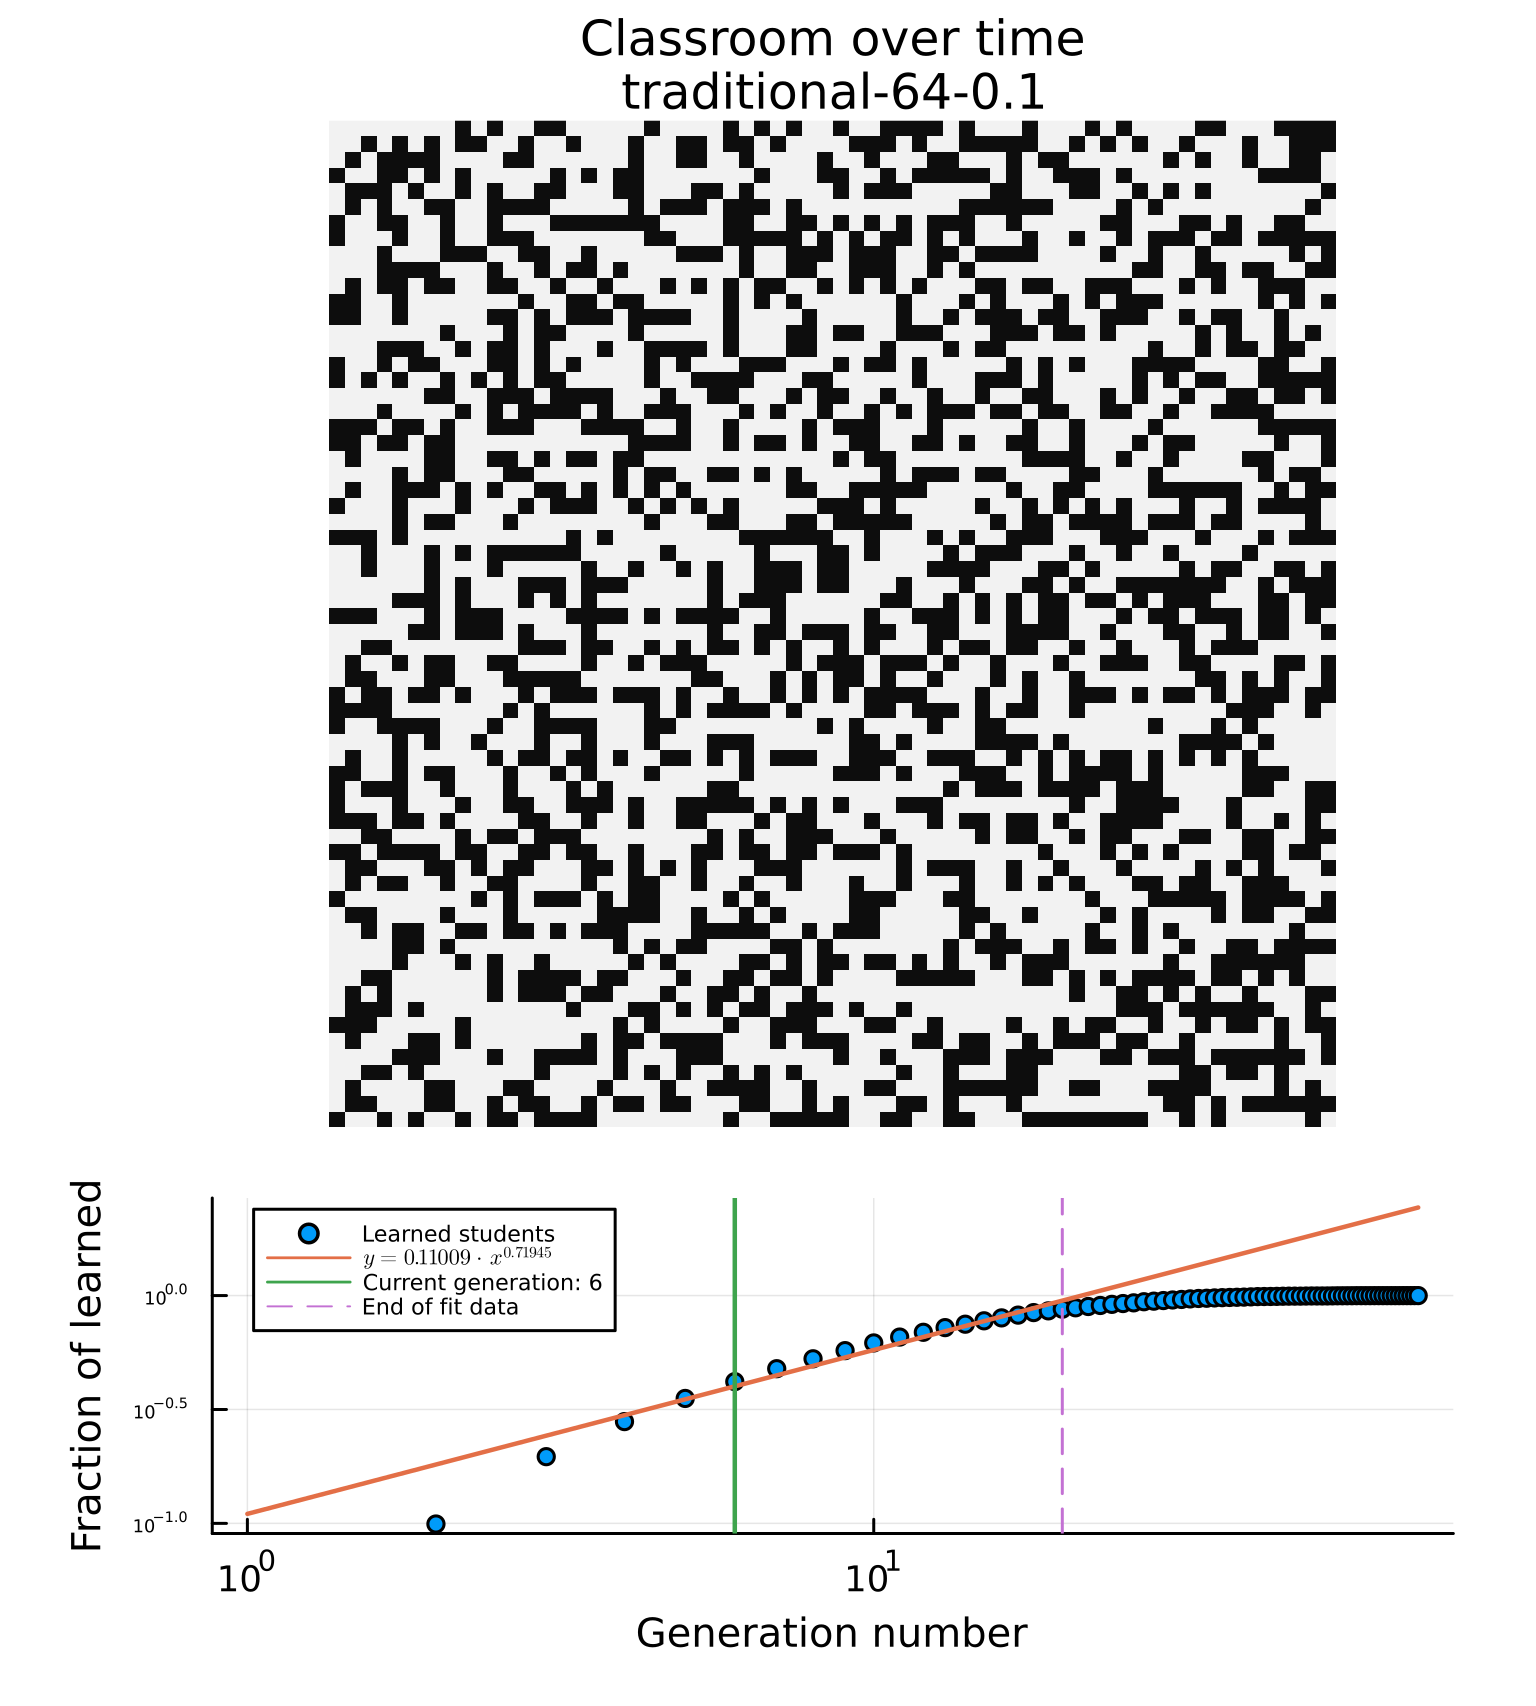 Classroom over time
traditional-64-0.1
Fraction of learned
Learned students
y = 0.11009 · x^0.71945
Current generation: 6
End of fit data
10^0.0
10^−0.5
10^−1.0
10^0
10^1
Generation number